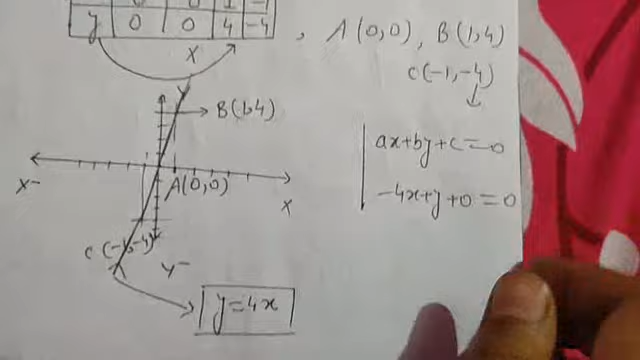 y 0 0 4 -4
, A(0,0), B(1,4)
C(-1,-4)
X
Y
B(1,4)
ax+by+c=0
A(0,0)
-4x+y+0=0
X-
X
C(-1,-4)
Y-
y=4x